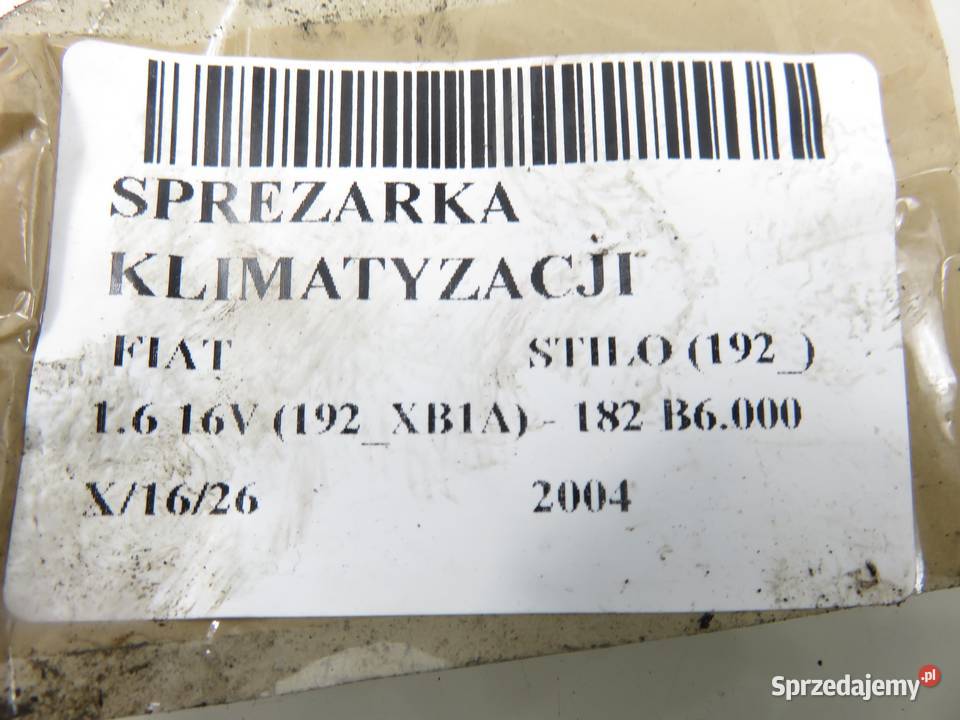 SPREZARKA
KLIMATYZACJI
FIAT STILO (192_)
1.6 16V (192_XB1A) - 182 B6.000
X/16/26 2004
Sprzedajemy.pl